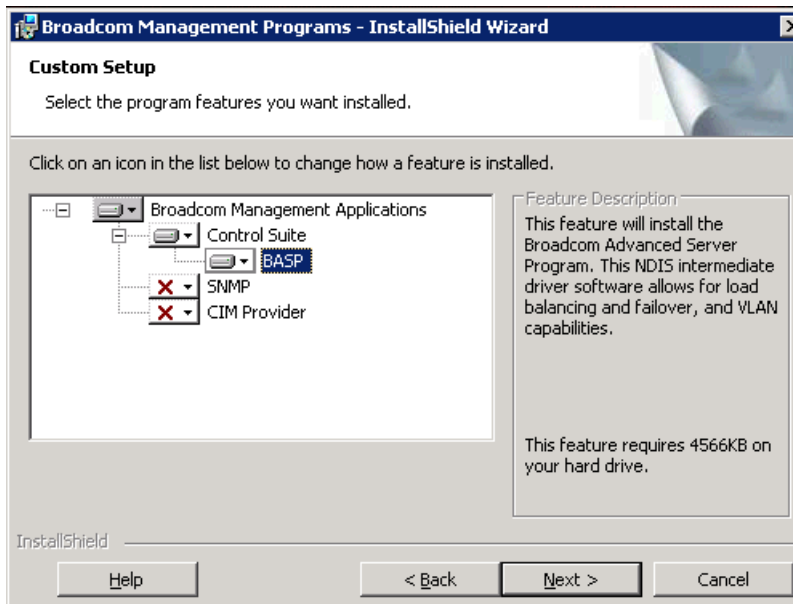 Broadcom Management Programs - InstallShield Wizard
Custom Setup
Select the program features you want installed.
Click on an icon in the list below to change how a feature is installed.
Broadcom Management Applications
Control Suite
BASP
SNMP
CIM Provider
Feature Description
This feature will install the
Broadcom Advanced Server
Program. This NDIS intermediate
driver software allows for load
balancing and failover, and VLAN
capabilities.
This feature requires 4566KB on
your hard drive.
InstallShield
Help
< Back
Next >
Cancel